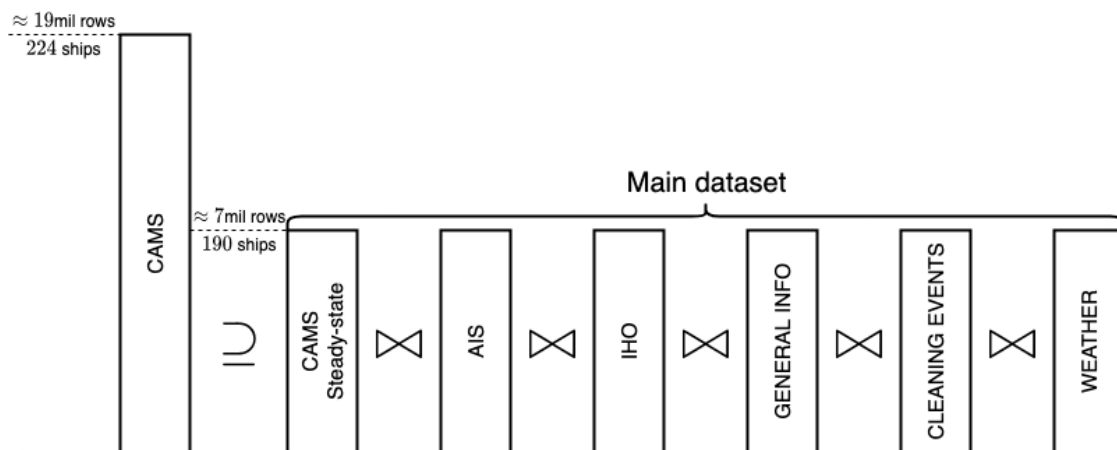 ≈ 19mil rows
224 ships
CAMS
Main dataset
≈ 7mil rows
190 ships
⊇
CAMS
Steady-state
⋈
AIS
⋈
IHO
⋈
GENERAL INFO
⋈
CLEANING EVENTS
⋈
WEATHER